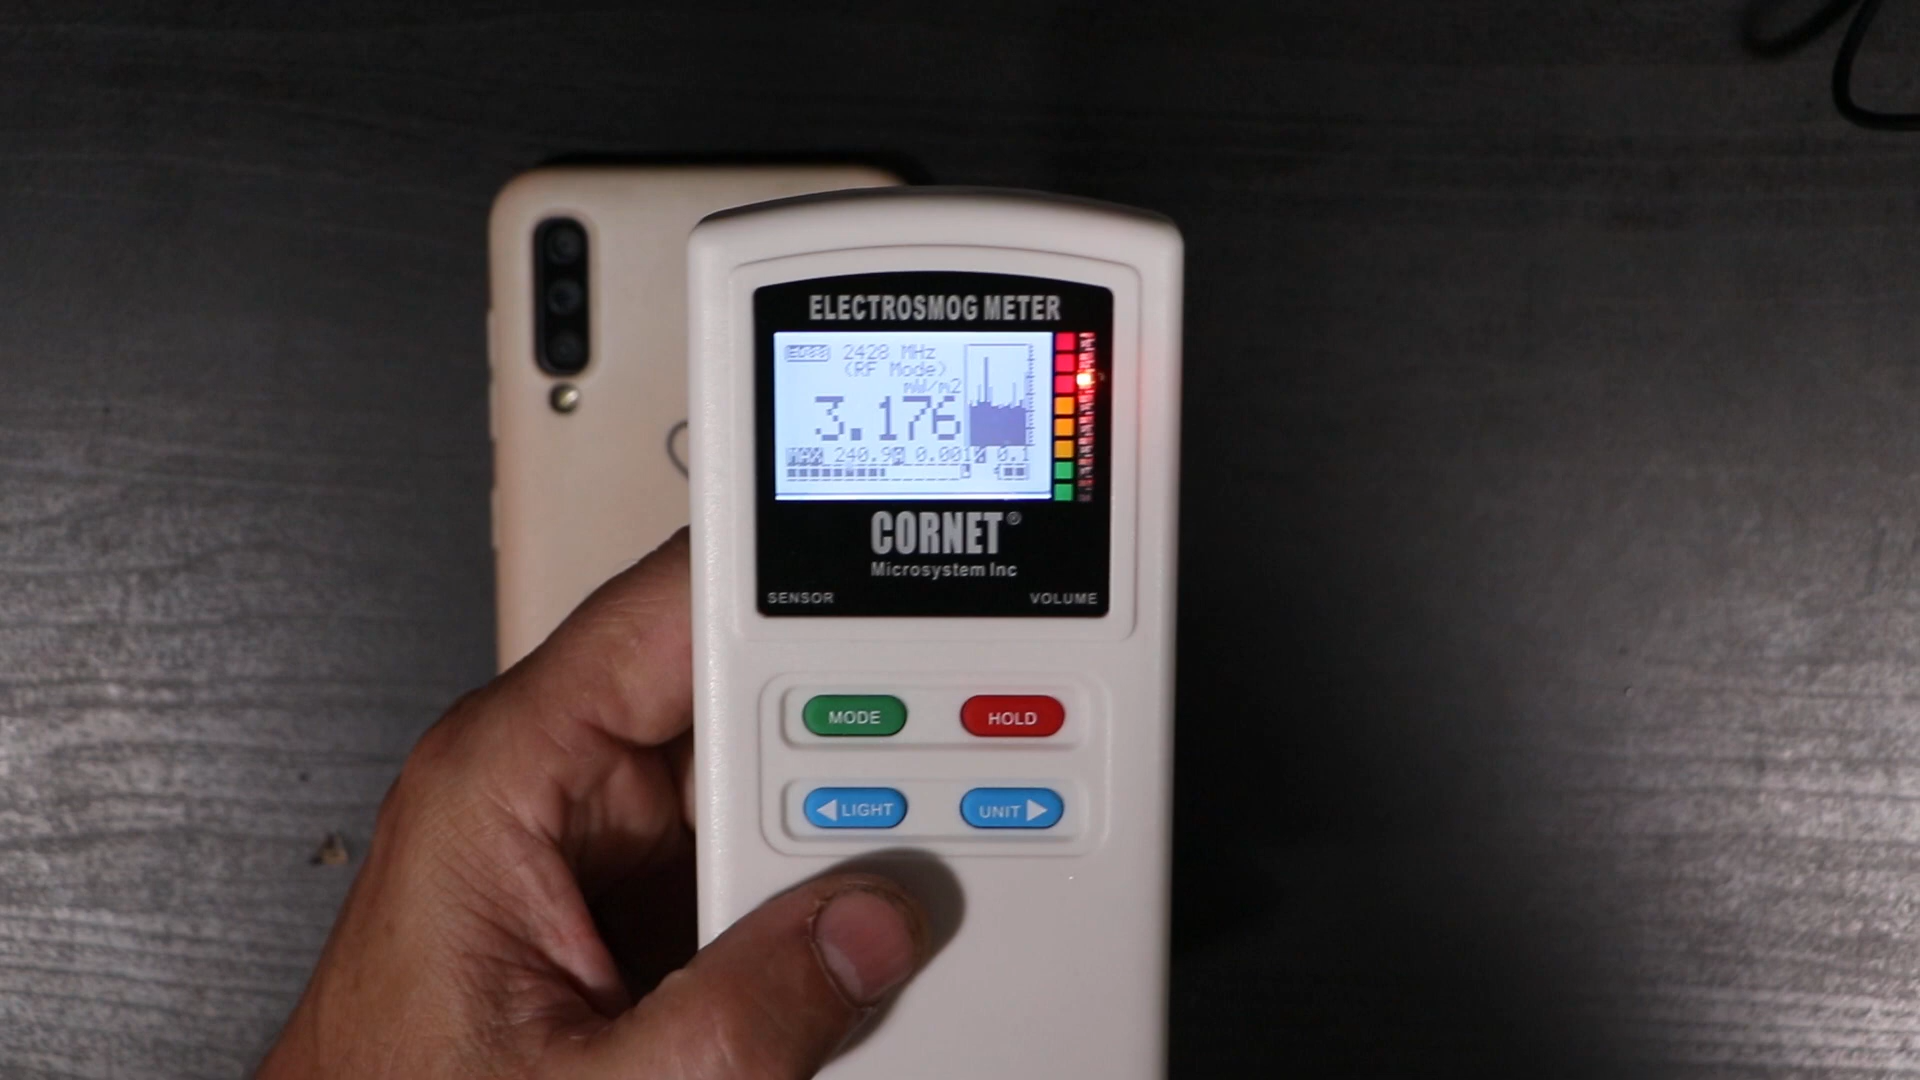 ELECTROSMOG METER
2428 MHz
(RF Mode)
mW/m2
3.176
MAX 240.9 0.001 0.1
CORNET®
Microsystem Inc
SENSOR VOLUME
MODE HOLD
LIGHT UNIT